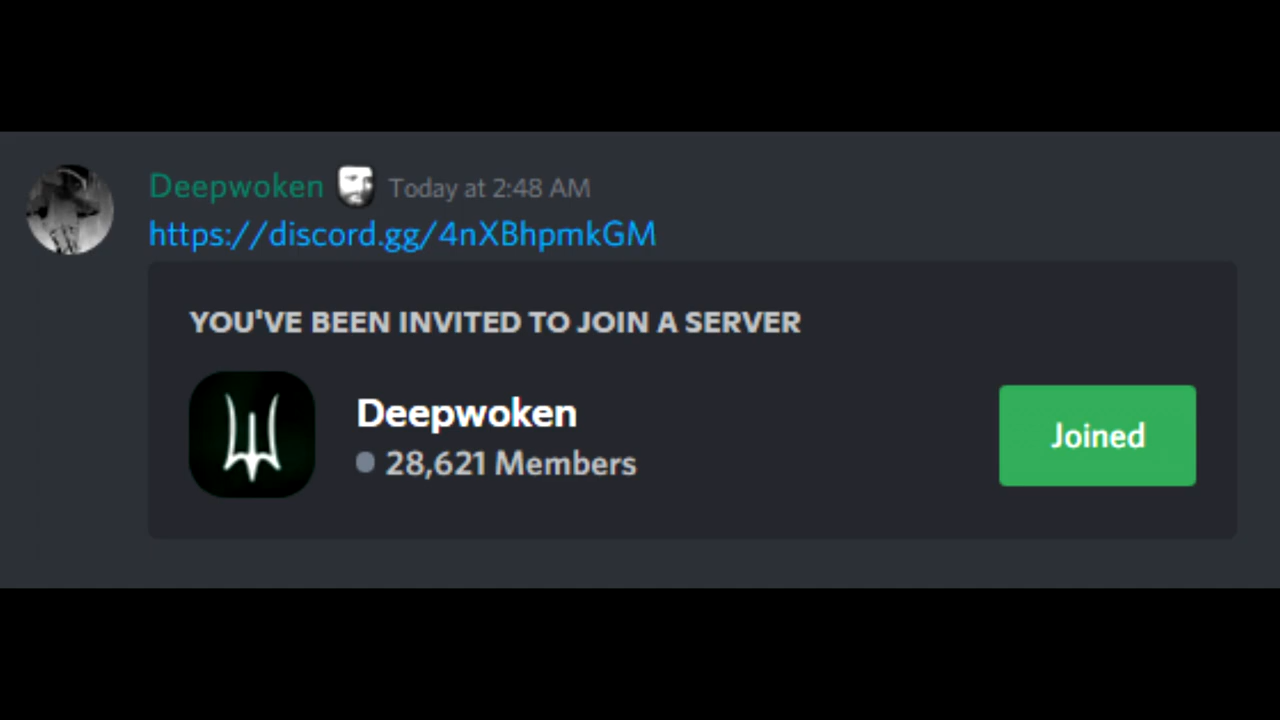 Deepwoken Today at 2:48 AM
https://discord.gg/4nXBhpmkGM
YOU'VE BEEN INVITED TO JOIN A SERVER
Deepwoken
28,621 Members
Joined